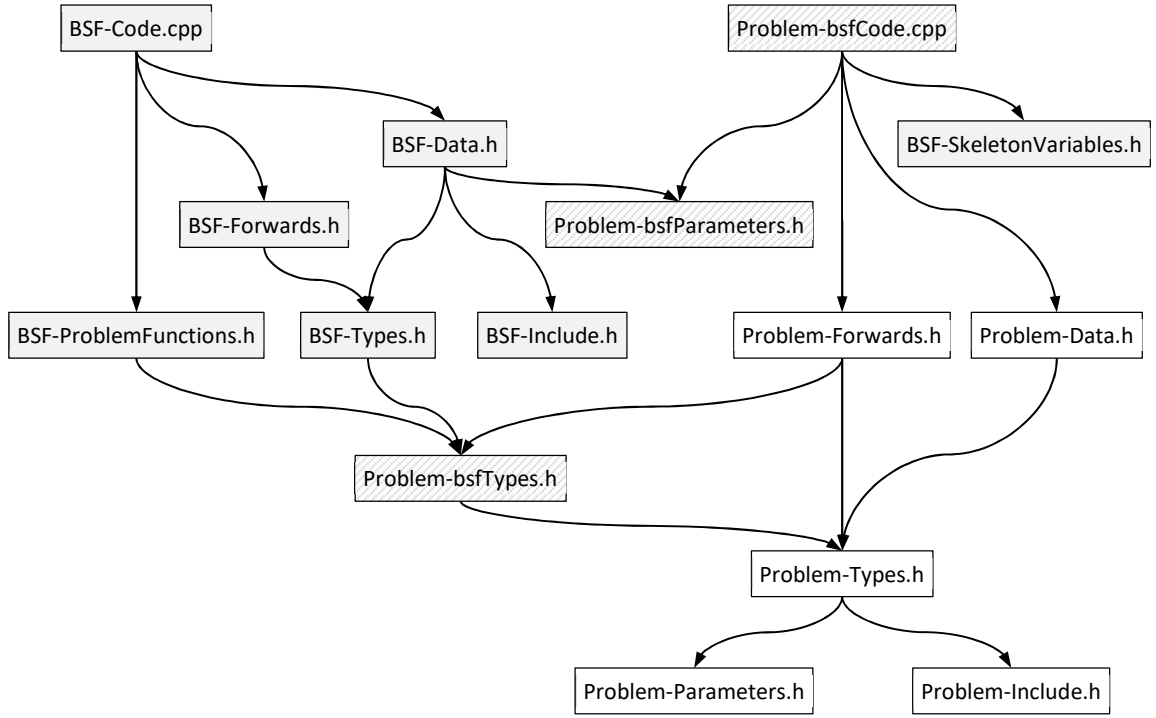 BSF-Code.cpp
Problem-bsfCode.cpp
BSF-Data.h
BSF-SkeletonVariables.h
BSF-Forwards.h
Problem-bsfParameters.h
BSF-ProblemFunctions.h
BSF-Types.h
BSF-Include.h
Problem-Forwards.h
Problem-Data.h
Problem-bsfTypes.h
Problem-Types.h
Problem-Parameters.h
Problem-Include.h